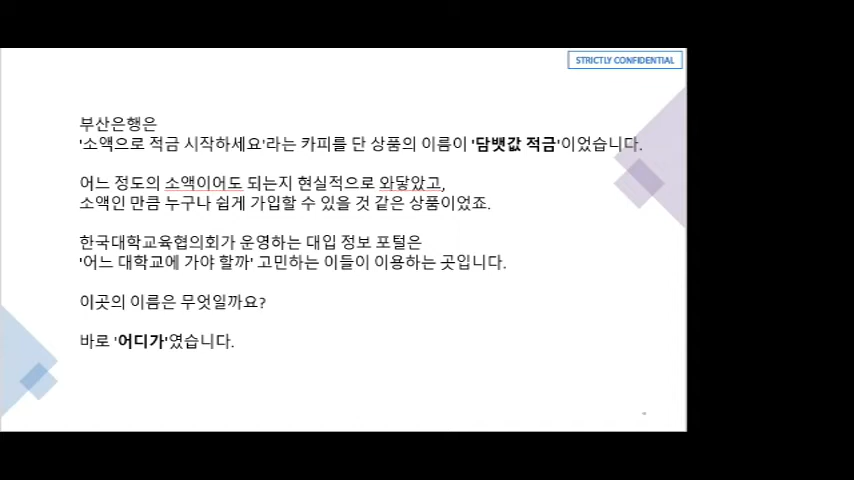 STRICTLY CONFIDENTIAL
부산은행은
'소액으로 적금 시작하세요'라는 카피를 단 상품의 이름이 '담뱃값 적금'이었습니다.
어느 정도의 소액이어도 되는지 현실적으로 와닿았고,
소액인 만큼 누구나 쉽게 가입할 수 있을 것 같은 상품이었죠.
한국대학교육협의회가 운영하는 대입 정보 포털은
'어느 대학교에 가야 할까' 고민하는 이들이 이용하는 곳입니다.
이곳의 이름은 무엇일까요?
바로 '어디가'였습니다.